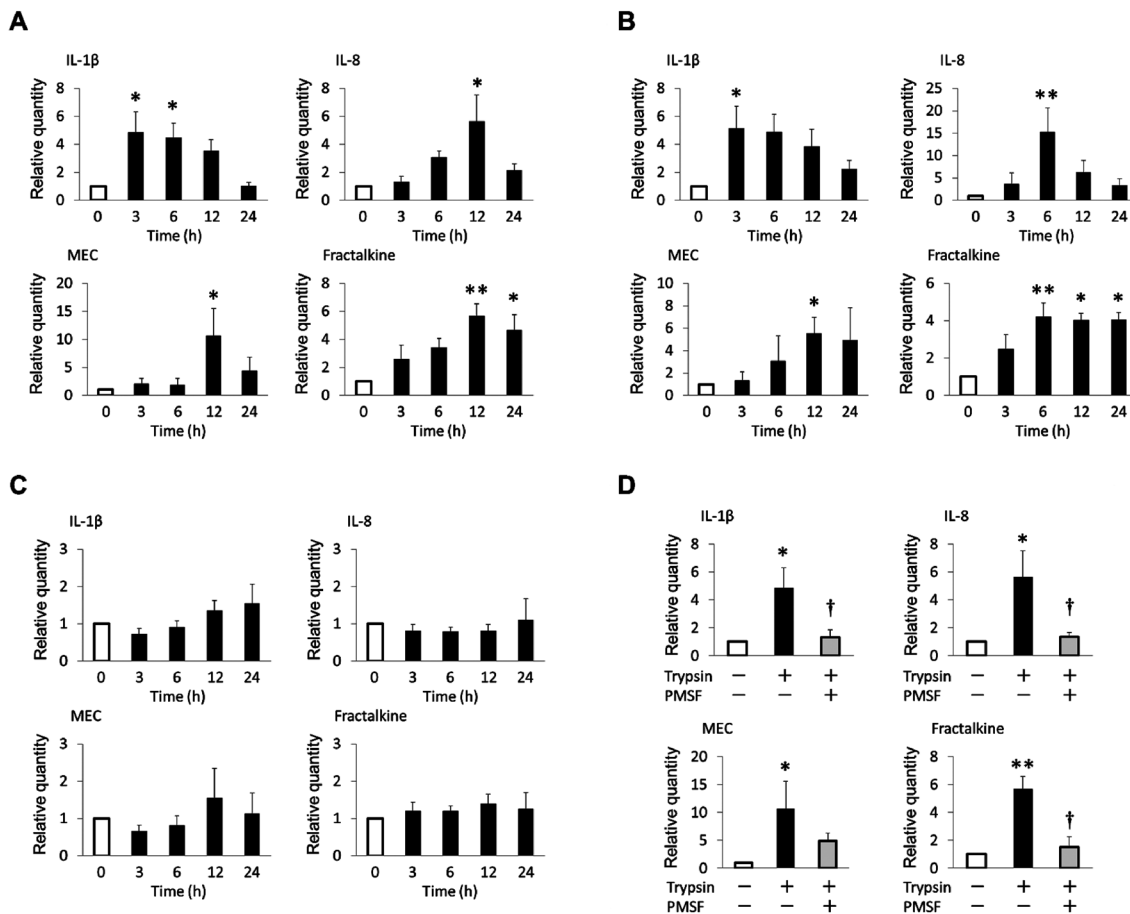 A
IL-1β
Relative quantity
8
6
4
2
0
* *
0 3 6 12 24
Time (h)
IL-8
Relative quantity
8
6
4
2
0
*
0 3 6 12 24
Time (h)
MEC
Relative quantity
20
15
10
5
0
*
0 3 6 12 24
Time (h)
Fractalkine
Relative quantity
8
6
4
2
0
** *
0 3 6 12 24
Time (h)
B
IL-1β
Relative quantity
8
6
4
2
0
*
0 3 6 12 24
Time (h)
IL-8
Relative quantity
25
20
15
10
5
0
**
0 3 6 12 24
Time (h)
MEC
Relative quantity
10
8
6
4
2
0
*
0 3 6 12 24
Time (h)
Fractalkine
Relative quantity
6
4
2
0
** * *
0 3 6 12 24
Time (h)
C
IL-1β
Relative quantity
3
2
1
0
0 3 6 12 24
Time (h)
IL-8
Relative quantity
3
2
1
0
0 3 6 12 24
Time (h)
MEC
Relative quantity
3
2
1
0
0 3 6 12 24
Time (h)
Fractalkine
Relative quantity
3
2
1
0
0 3 6 12 24
Time (h)
D
IL-1β
Relative quantity
8
6
4
2
0
* †
Trypsin − + +
PMSF − − +
IL-8
Relative quantity
8
6
4
2
0
* †
Trypsin − + +
PMSF − − +
MEC
Relative quantity
20
15
10
5
0
*
Trypsin − + +
PMSF − − +
Fractalkine
Relative quantity
8
6
4
2
0
** †
Trypsin − + +
PMSF − − +